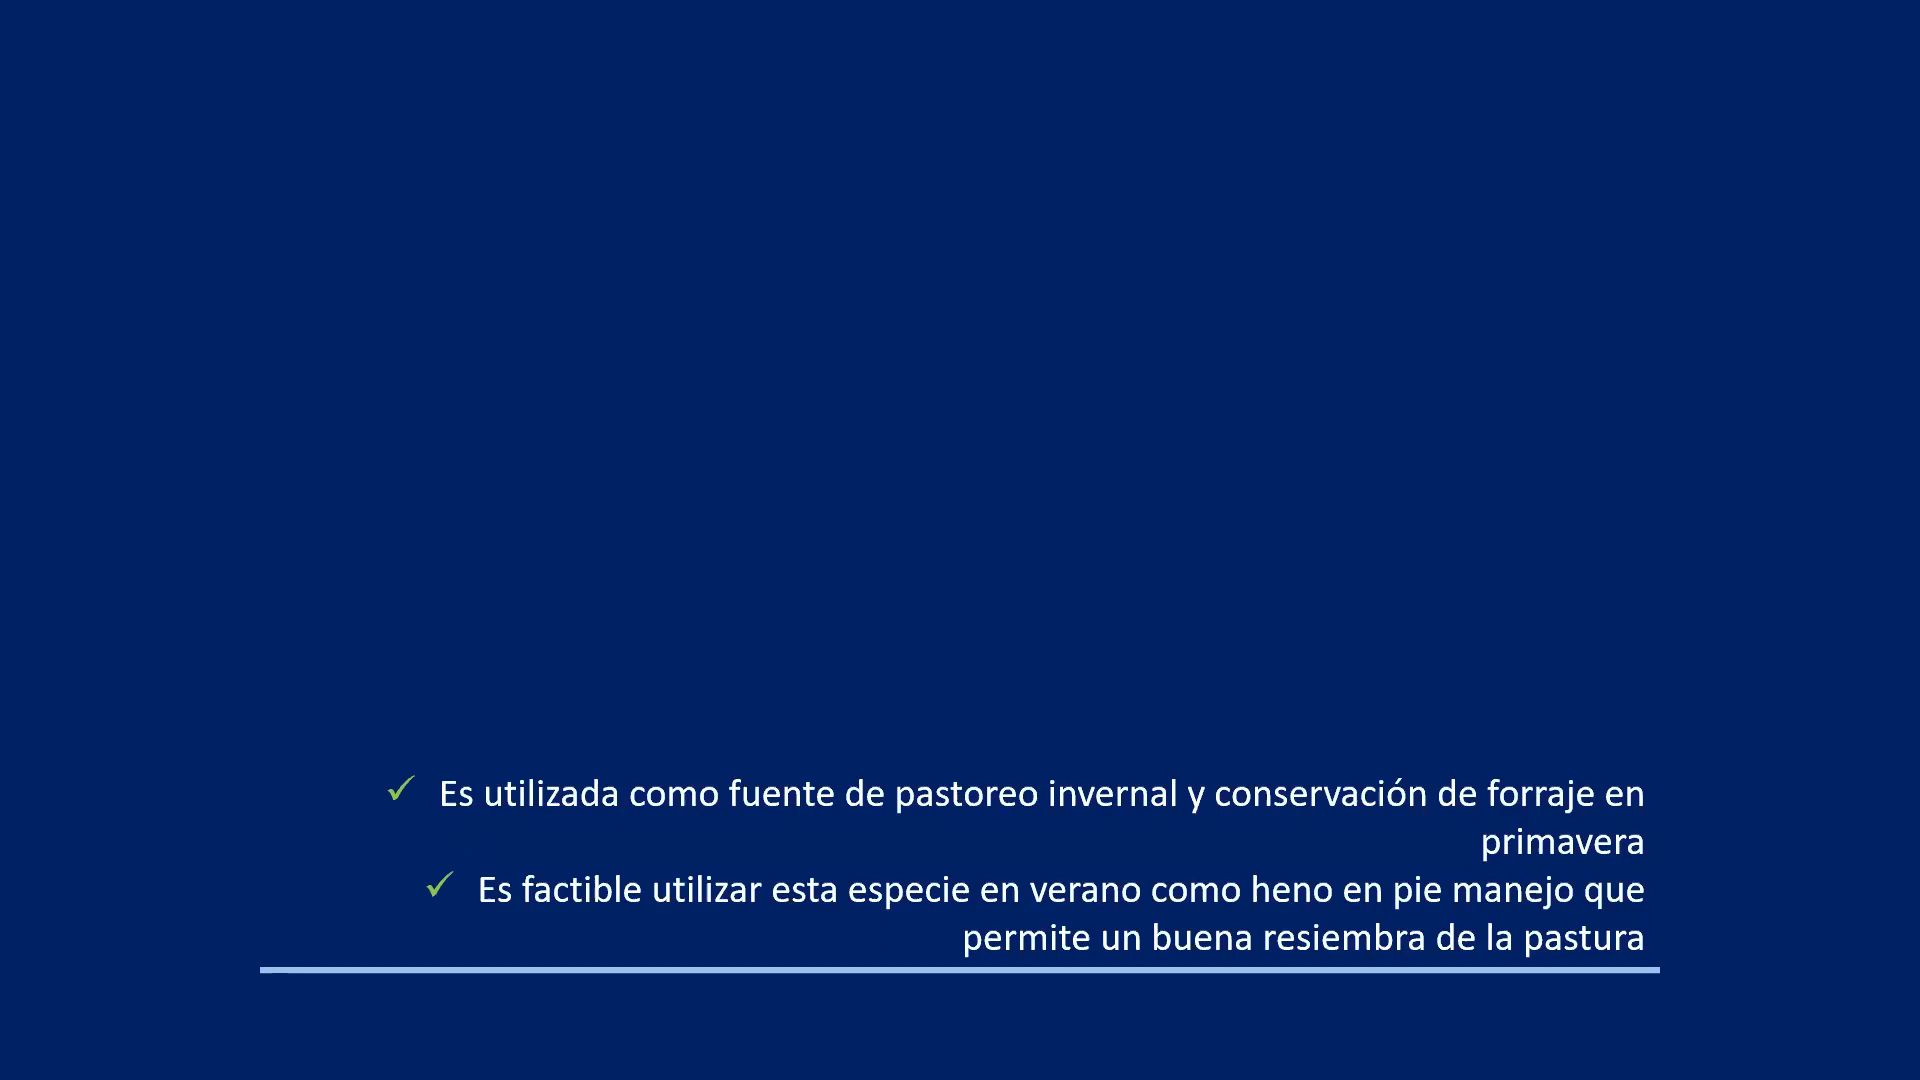 ✓ Es utilizada como fuente de pastoreo invernal y conservación de forraje en
primavera
✓ Es factible utilizar esta especie en verano como heno en pie manejo que
permite un buena resiembra de la pastura